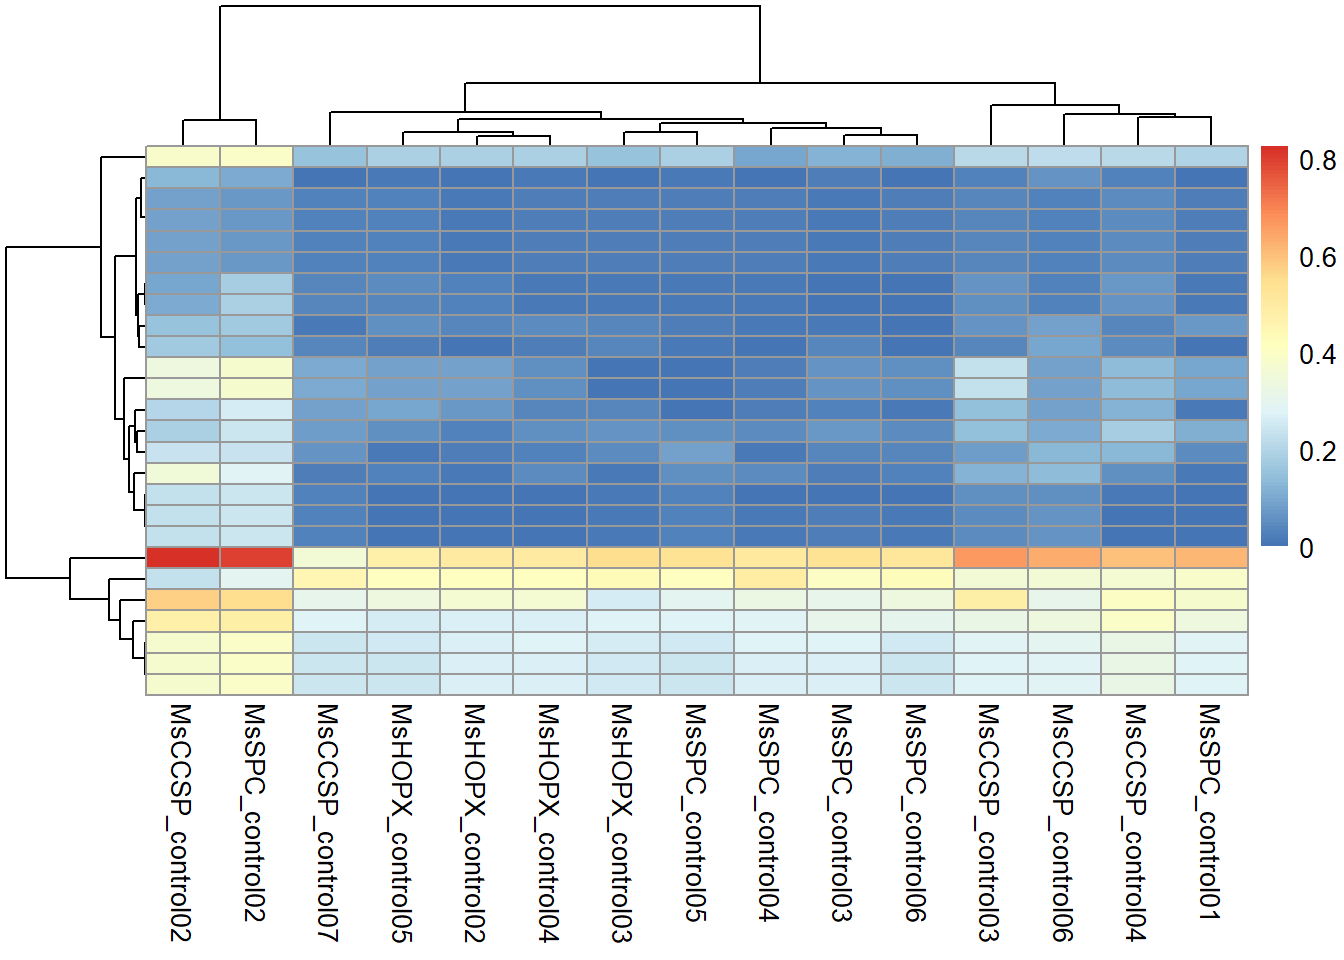 0.8
0.6
0.4
0.2
0
MsCCSP_control02
MsSPC_control02
MsCCSP_control07
MsHOPX_control05
MsHOPX_control02
MsHOPX_control04
MsHOPX_control03
MsSPC_control05
MsSPC_control04
MsSPC_control03
MsSPC_control06
MsCCSP_control03
MsCCSP_control06
MsCCSP_control04
MsSPC_control01